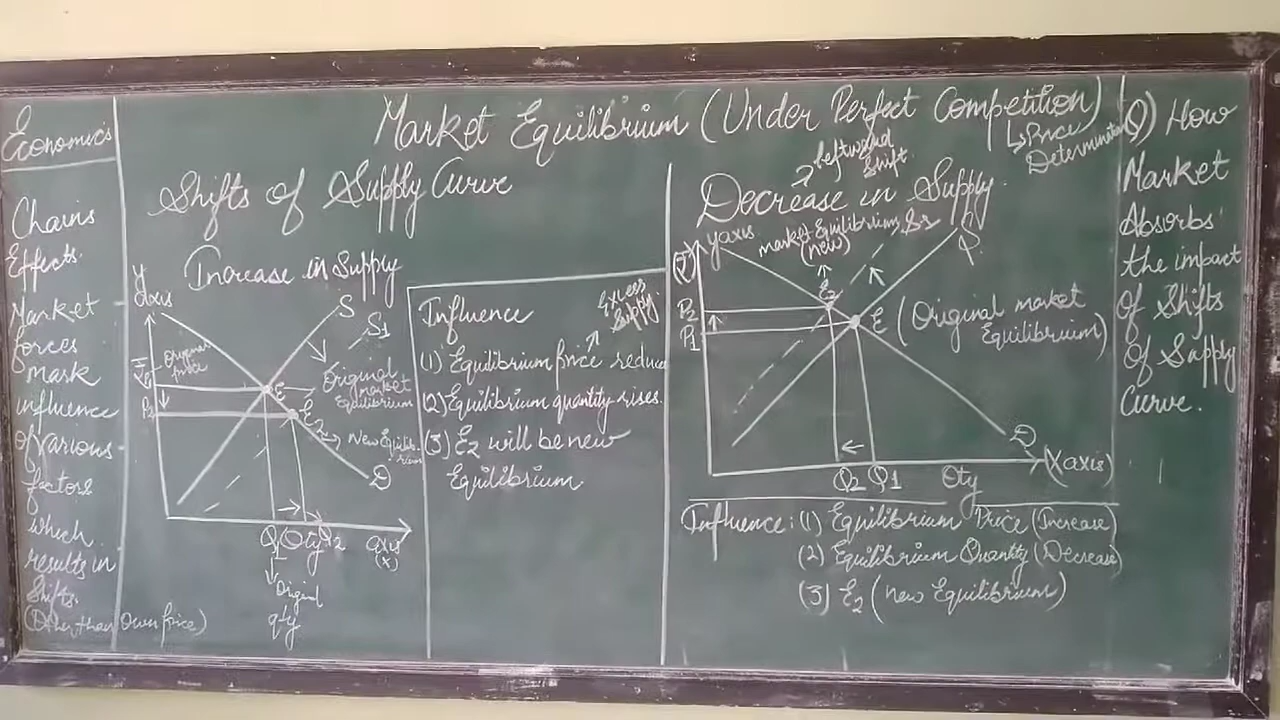 Economics
Chains
Effects.
Market
forces
mark
influence
of various
factors
which
results in
Shifts.
(Other than Own price)
Market Equilibrium (Under Perfect Competition)
↳ Price
Determination
Shifts of Supply Curve
Increase in Supply
y
axis
S
S1
Original
price
P1
P2
E
E2
Original
market
Equilibrium
New Equilib
rium
D
Q1 Qty Q2
axis
(x)
Original
qty
Influence
Excess
Supply.
(1) Equilibrium price reduces
(2) Equilibrium quantity rises.
(3) E2 will be new
Equilibrium.
leftward
Shift.
Decrease in Supply.
(₹) y axis
market Equilibrium
(new)
P2
P1
E2
E (Original market
Equilibrium)
D
(x axis)
Q2 Q1 Qty
Influence: (1) Equilibrium Price (Increase)
(2) Equilibrium Quantity (Decrease)
(3) E2 (new Equilibrium)
Q) How
Market
Absorbs
the impact
Of Shifts
Of Supply
Curve.